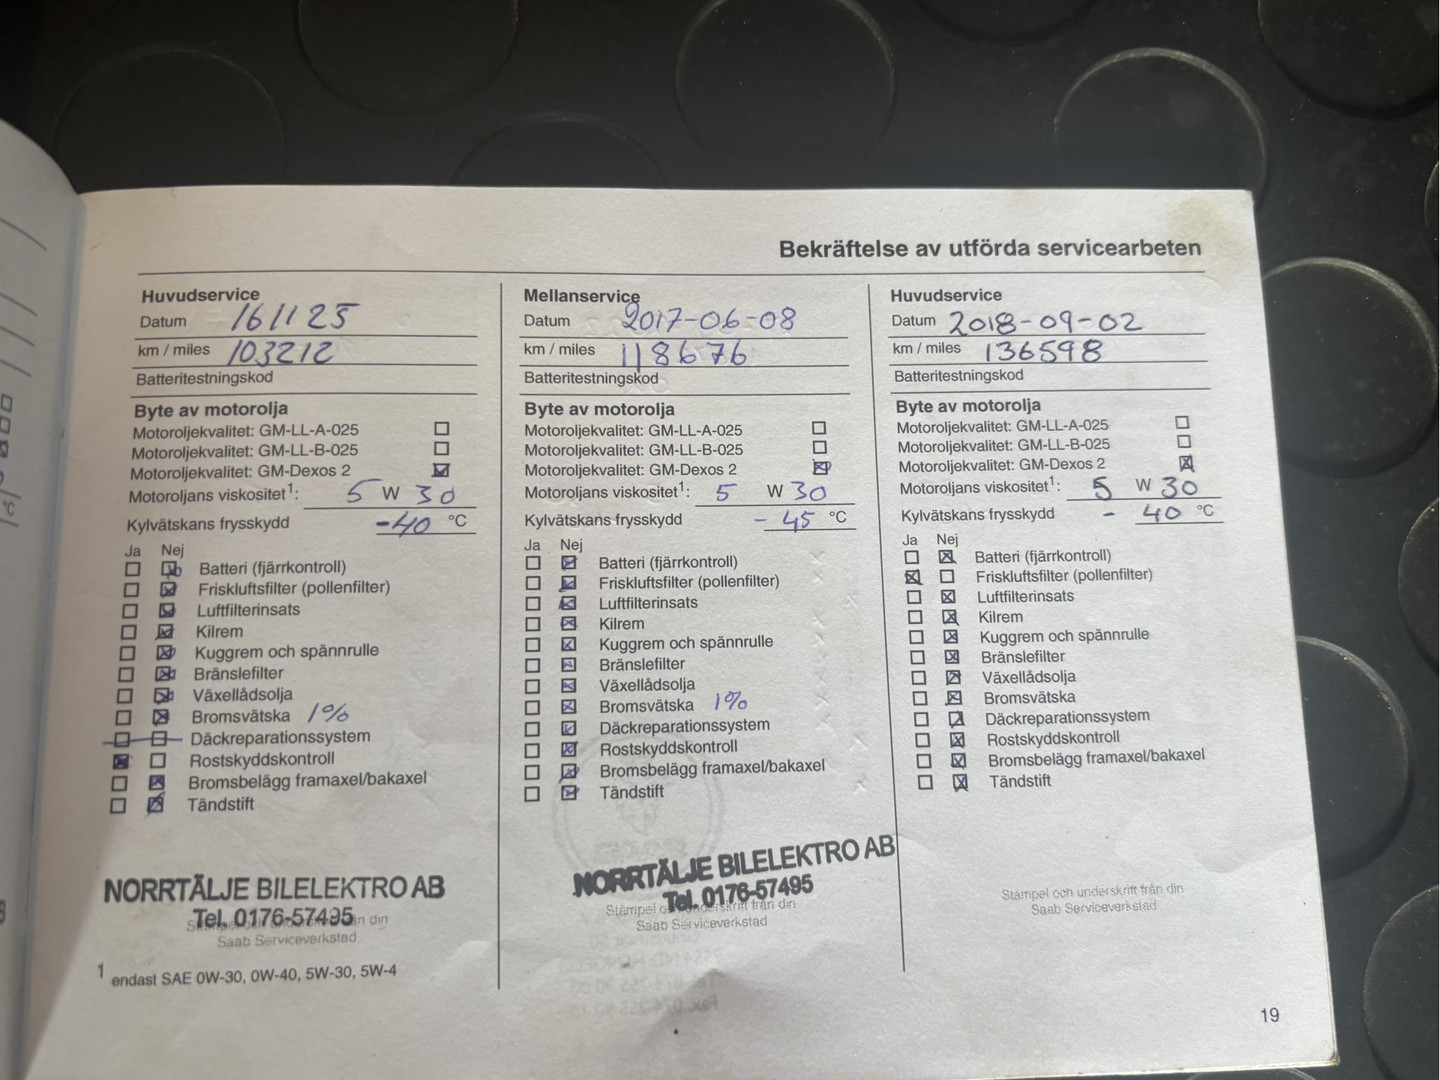 Bekräftelse av utförda servicearbeten
Huvudservice
Datum 161125
km / miles 103212
Batteritestningskod
Byte av motorolja
Motoroljekvalitet: GM-LL-A-025
Motoroljekvalitet: GM-LL-B-025
Motoroljekvalitet: GM-Dexos 2
Motoroljans viskositet1: 5 W 30
Kylvätskans frysskydd -40 °C
Ja Nej
Batteri (fjärrkontroll)
Friskluftsfilter (pollenfilter)
Luftfilterinsats
Kilrem
Kuggrem och spännrulle
Bränslefilter
Växellådsolja
Bromsvätska 1%
Däckreparationssystem
Rostskyddskontroll
Bromsbelägg framaxel/bakaxel
Tändstift
NORRTÄLJE BILELEKTRO AB
Tel. 0176-57495
Saab Serviceverkstad
1 endast SAE 0W-30, 0W-40, 5W-30, 5W-4
Mellanservice
Datum 2017-06-08
km / miles 118676
Batteritestningskod
Byte av motorolja
Motoroljekvalitet: GM-LL-A-025
Motoroljekvalitet: GM-LL-B-025
Motoroljekvalitet: GM-Dexos 2
Motoroljans viskositet1: 5 W 30
Kylvätskans frysskydd - 45 °C
Ja Nej
Batteri (fjärrkontroll)
Friskluftsfilter (pollenfilter)
Luftfilterinsats
Kilrem
Kuggrem och spännrulle
Bränslefilter
Växellådsolja
Bromsvätska 1%
Däckreparationssystem
Rostskyddskontroll
Bromsbelägg framaxel/bakaxel
Tändstift
NORRTÄLJE BILELEKTRO AB
Tel. 0176-57495
Stämpel och underskrift från din
Saab Serviceverkstad
Huvudservice
Datum 2018-09-02
km / miles 136598
Batteritestningskod
Byte av motorolja
Motoroljekvalitet: GM-LL-A-025
Motoroljekvalitet: GM-LL-B-025
Motoroljekvalitet: GM-Dexos 2
Motoroljans viskositet1: 5 W 30
Kylvätskans frysskydd - 40 °C
Ja Nej
Batteri (fjärrkontroll)
Friskluftsfilter (pollenfilter)
Luftfilterinsats
Kilrem
Kuggrem och spännrulle
Bränslefilter
Växellådsolja
Bromsvätska
Däckreparationssystem
Rostskyddskontroll
Bromsbelägg framaxel/bakaxel
Tändstift
Stämpel och underskrift från din
Saab Serviceverkstad
19